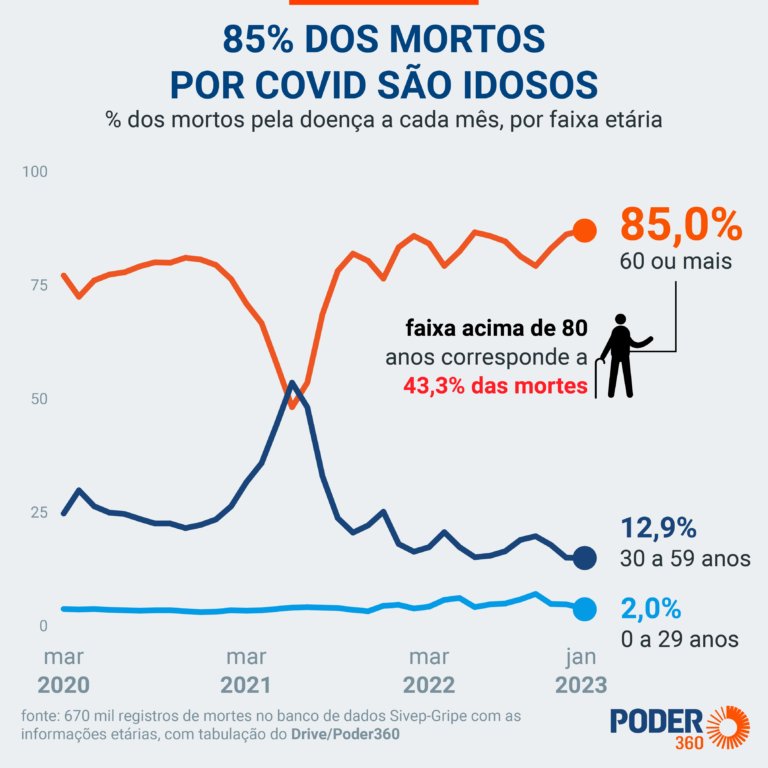 85% DOS MORTOS
POR COVID SÃO IDOSOS
% dos mortos pela doença a cada mês, por faixa etária
100
75
50
25
0
85,0%
60 ou mais
faixa acima de 80
anos corresponde a
43,3% das mortes
12,9%
30 a 59 anos
2,0%
0 a 29 anos
mar
2020
mar
2021
mar
2022
jan
2023
fonte: 670 mil registros de mortes no banco de dados Sivep-Gripe com as
informações etárias, com tabulação do Drive/Poder360
PODER
360